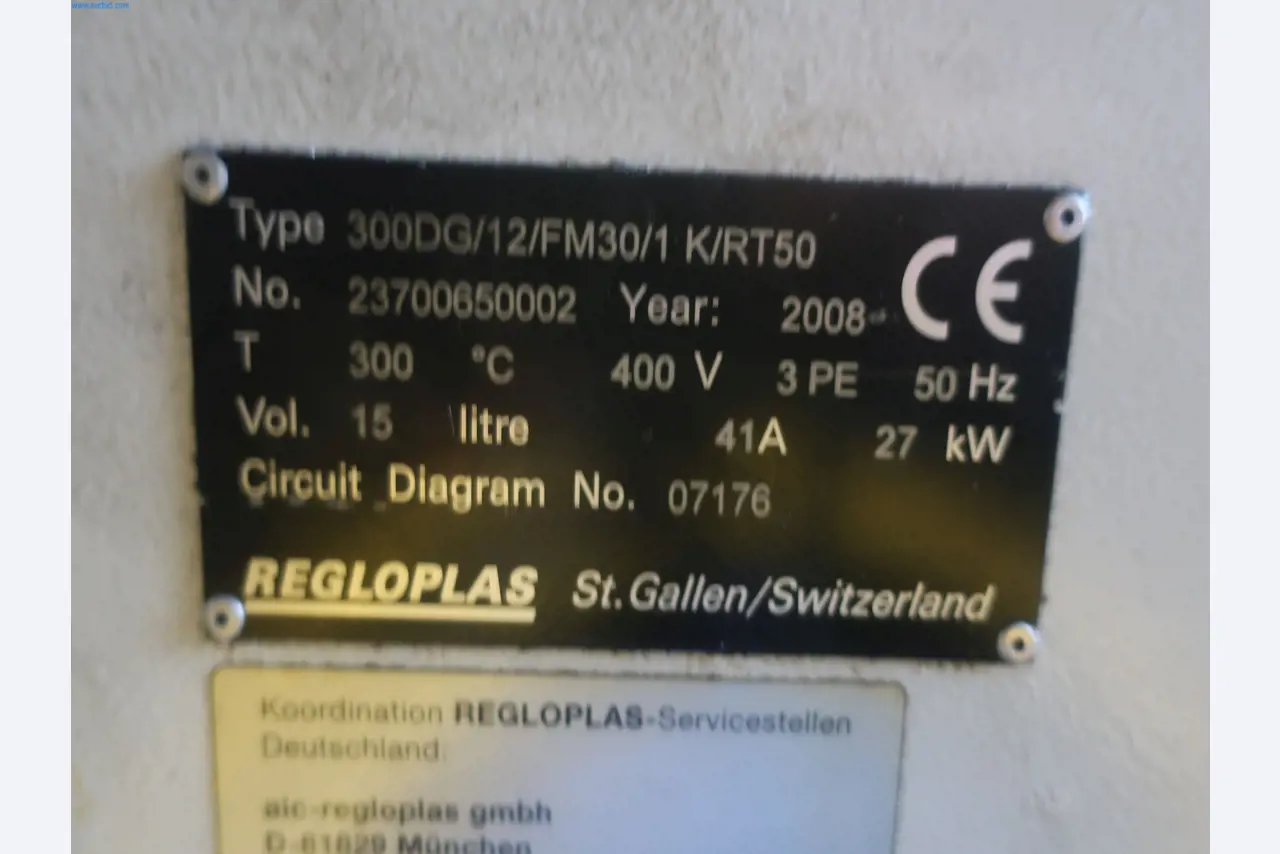 Type 300DG/12/FM30/1 K/RT50
No. 23700650002 Year: 2008
T 300 °C 400 V 3 PE 50 Hz
Vol. 15 litre 41A 27 kW
Circuit Diagram No. 07176
CE
REGLOPLAS St. Gallen/Switzerland
Koordination REGLOPLAS-Servicestellen
Deutschland:
aic-regloplas gmbh
D-81829 München